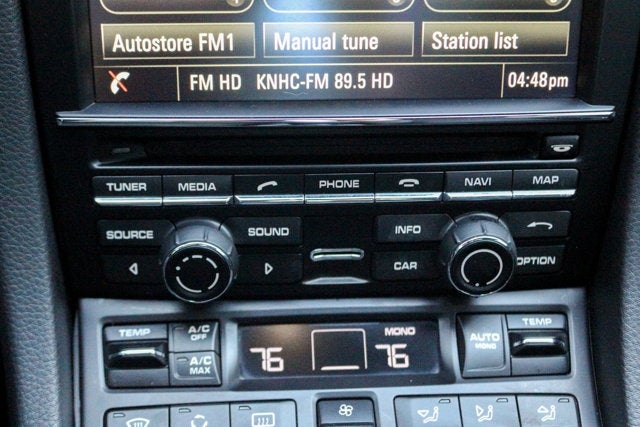 Autostore FM1 Manual tune Station list
FM HD KNHC-FM 89.5 HD 04:48pm
TUNER MEDIA PHONE NAVI MAP
SOURCE SOUND INFO
CAR OPTION
TEMP A/C OFF MONO AUTO MONO TEMP
76 76
A/C MAX